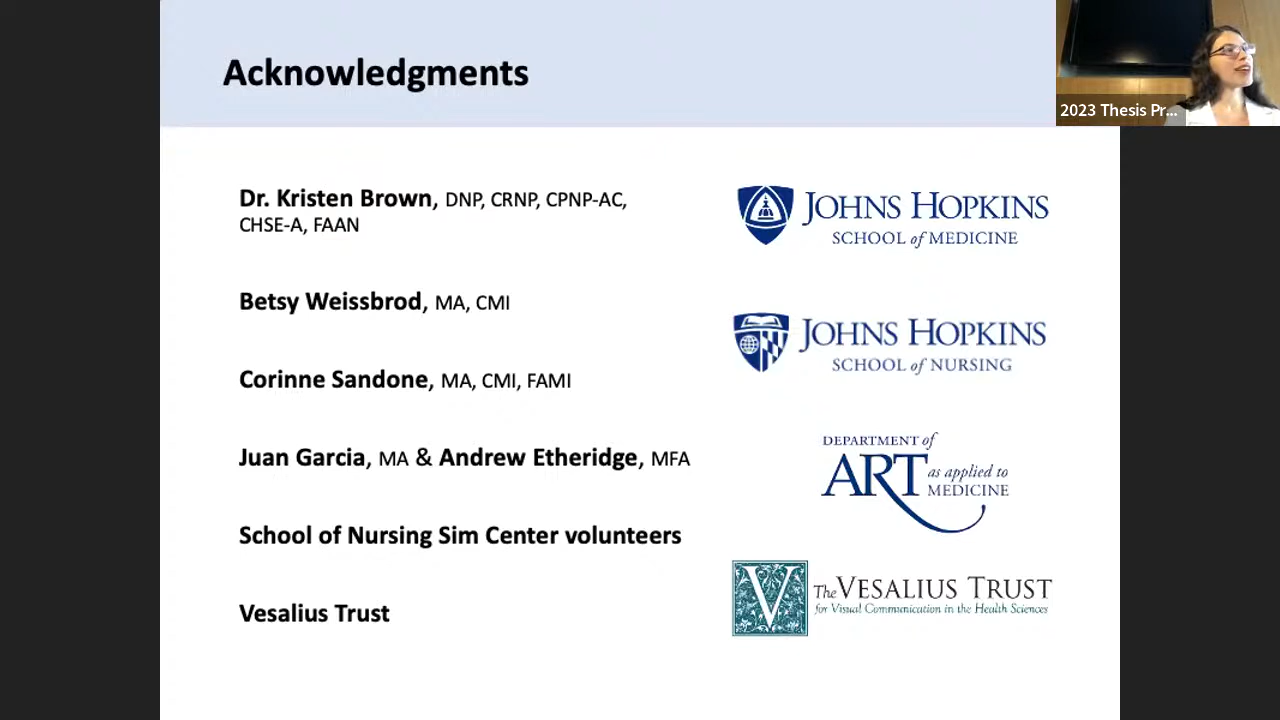 Acknowledgments
2023 Thesis Pr...
Dr. Kristen Brown, DNP, CRNP, CPNP-AC,
CHSE-A, FAAN
Betsy Weissbrod, MA, CMI
Corinne Sandone, MA, CMI, FAMI
Juan Garcia, MA & Andrew Etheridge, MFA
School of Nursing Sim Center volunteers
Vesalius Trust
JOHNS HOPKINS
SCHOOL of MEDICINE
JOHNS HOPKINS
SCHOOL of NURSING
DEPARTMENT of
ART as applied to
MEDICINE
V
The VESALIUS TRUST
for Visual Communication in the Health Sciences